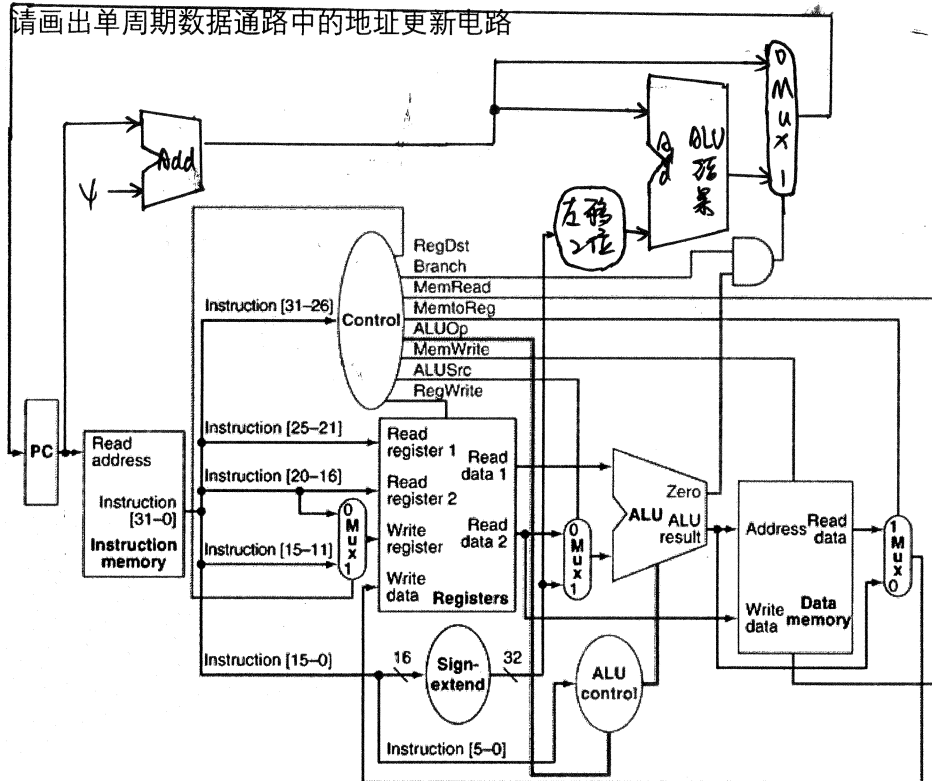 请画出单周期数据通路中的地址更新电路
0
M
u
x
1
Add
4
Add
ALU
结果
左移
2位
RegDst
Branch
MemRead
MemtoReg
ALUOp
MemWrite
ALUSrc
RegWrite
Control
Instruction [31–26]
Instruction [25–21]
Instruction [20–16]
Instruction [15–11]
Instruction [15–0]
Instruction [5–0]
PC
Read
address
Instruction
[31–0]
Instruction
memory
0
M
u
x
1
Read
register 1
Read
register 2
Write
register
Write
data
Read
data 1
Read
data 2
Registers
0
M
u
x
1
Zero
ALU
ALU
result
Address
Read
data
Write
data
Data
memory
1
M
u
x
0
16
Sign-
extend
32
ALU
control